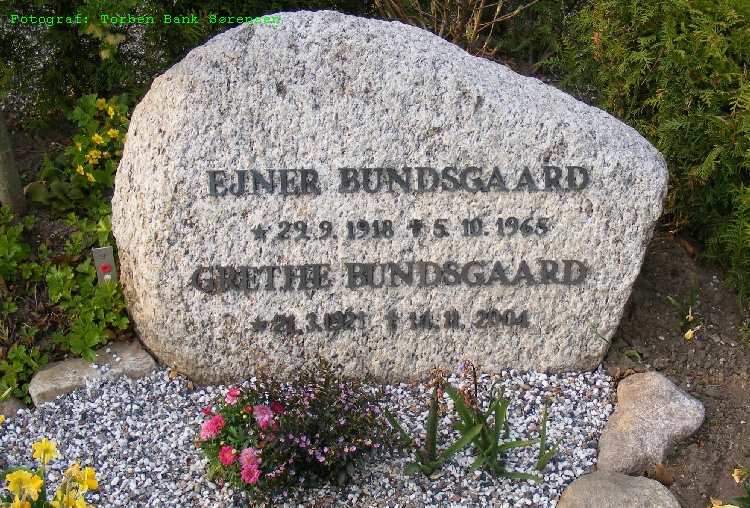 Fotograf: Torben Bank Sørensen
EJNER BUNDSGAARD
* 29.9. 1918 ✝ 5.10. 1965
GRETHE BUNDSGAARD
* 21.3.1921 ✝ 14.11. 2004